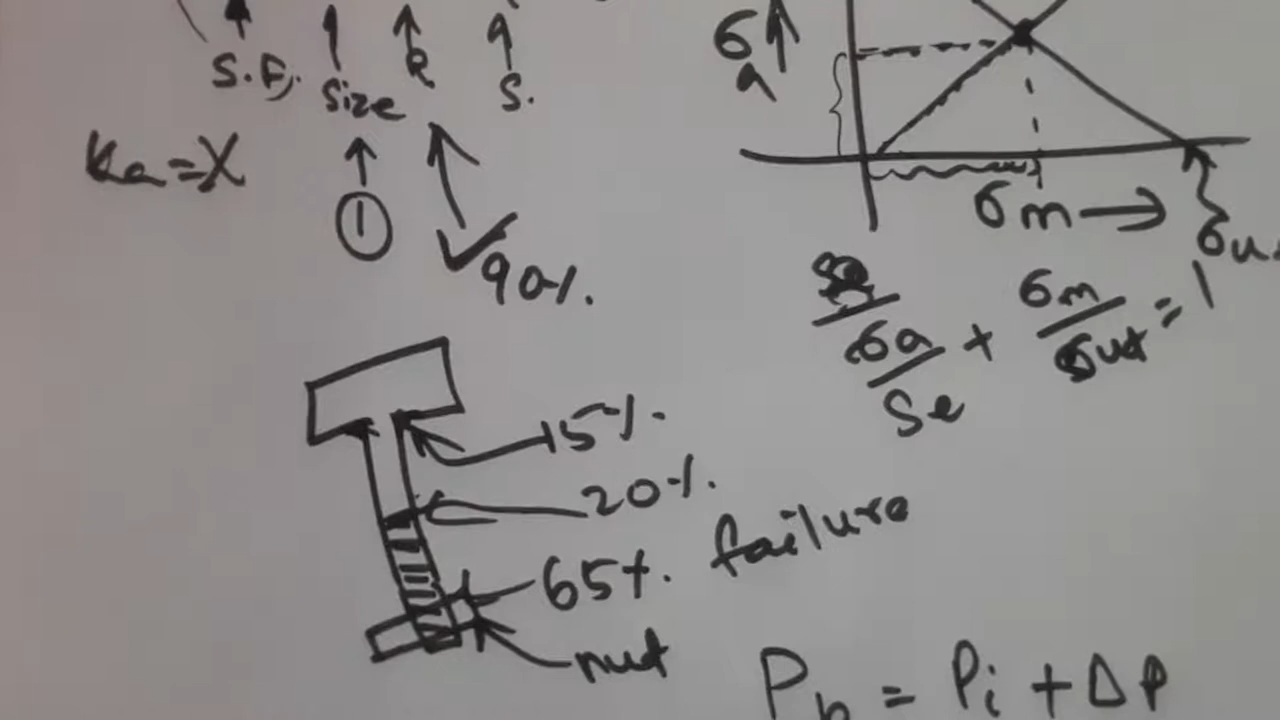 S.F. Size R S.
Ka=X
1
90%.
σa
σm
σu
σa/Se + σm/σut = 1
15%.
20%.
65%. failure
nut
Pb = Pi + ΔP